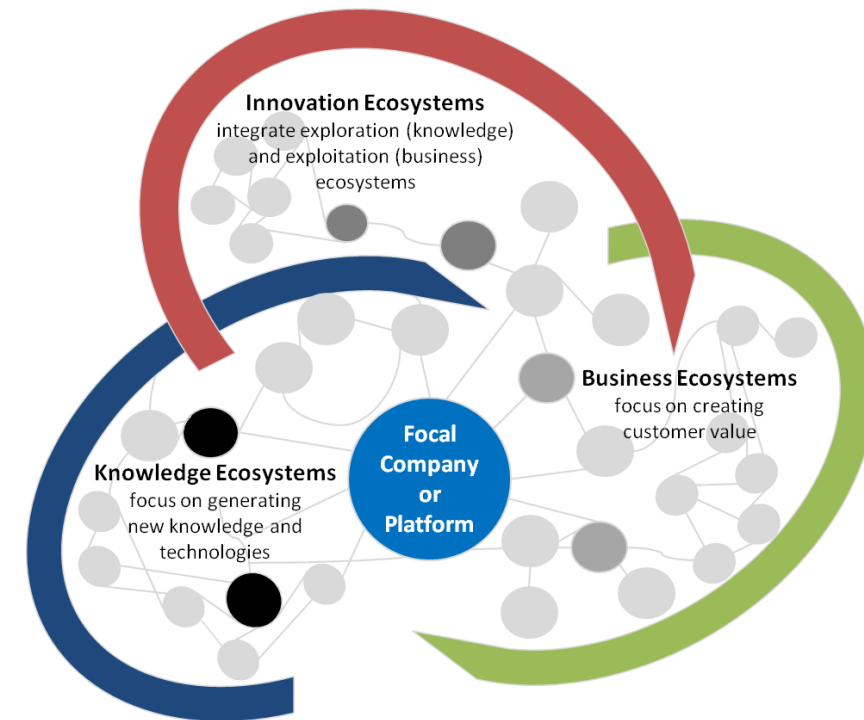 Innovation Ecosystems
integrate exploration (knowledge)
and exploitation (business)
ecosystems
Business Ecosystems
focus on creating
customer value
Focal
Company
or
Platform
Knowledge Ecosystems
focus on generating
new knowledge and
technologies